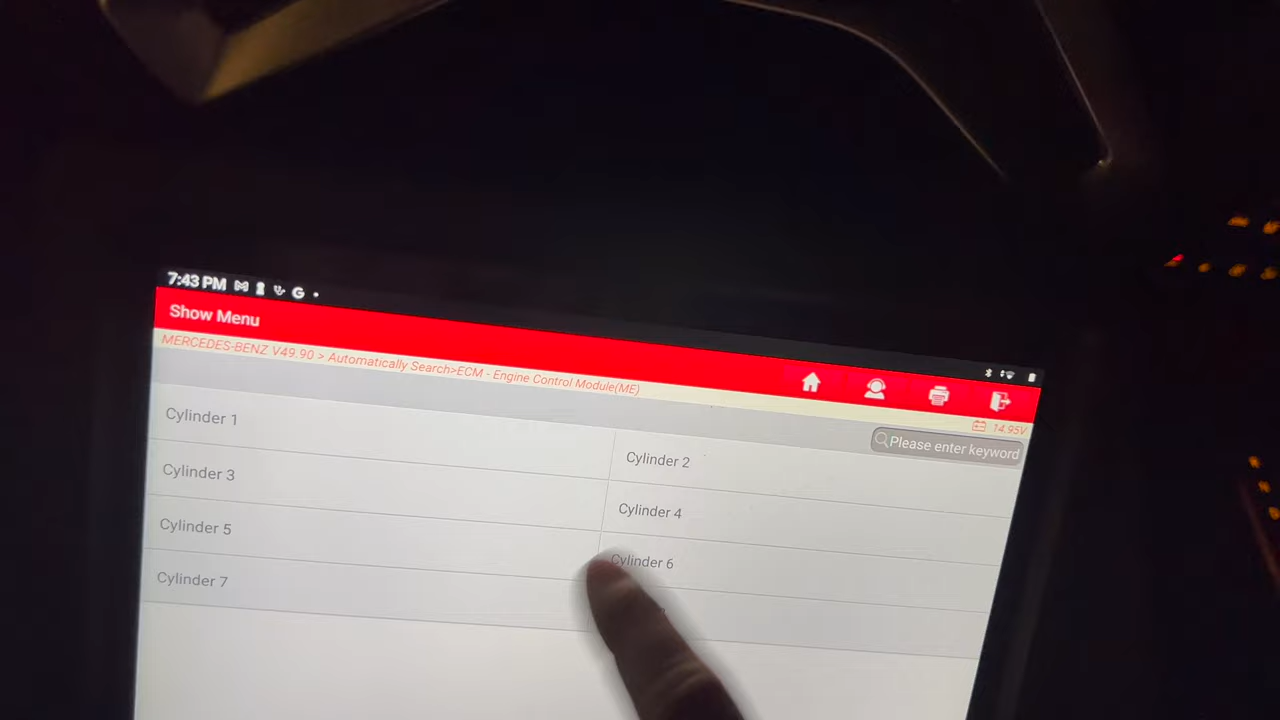 7:43 PM
Show Menu
MERCEDES-BENZ V49.90 > Automatically Search>ECM - Engine Control Module(ME)
14.95V
Please enter keyword
Cylinder 1
Cylinder 2
Cylinder 3
Cylinder 4
Cylinder 5
Cylinder 6
Cylinder 7